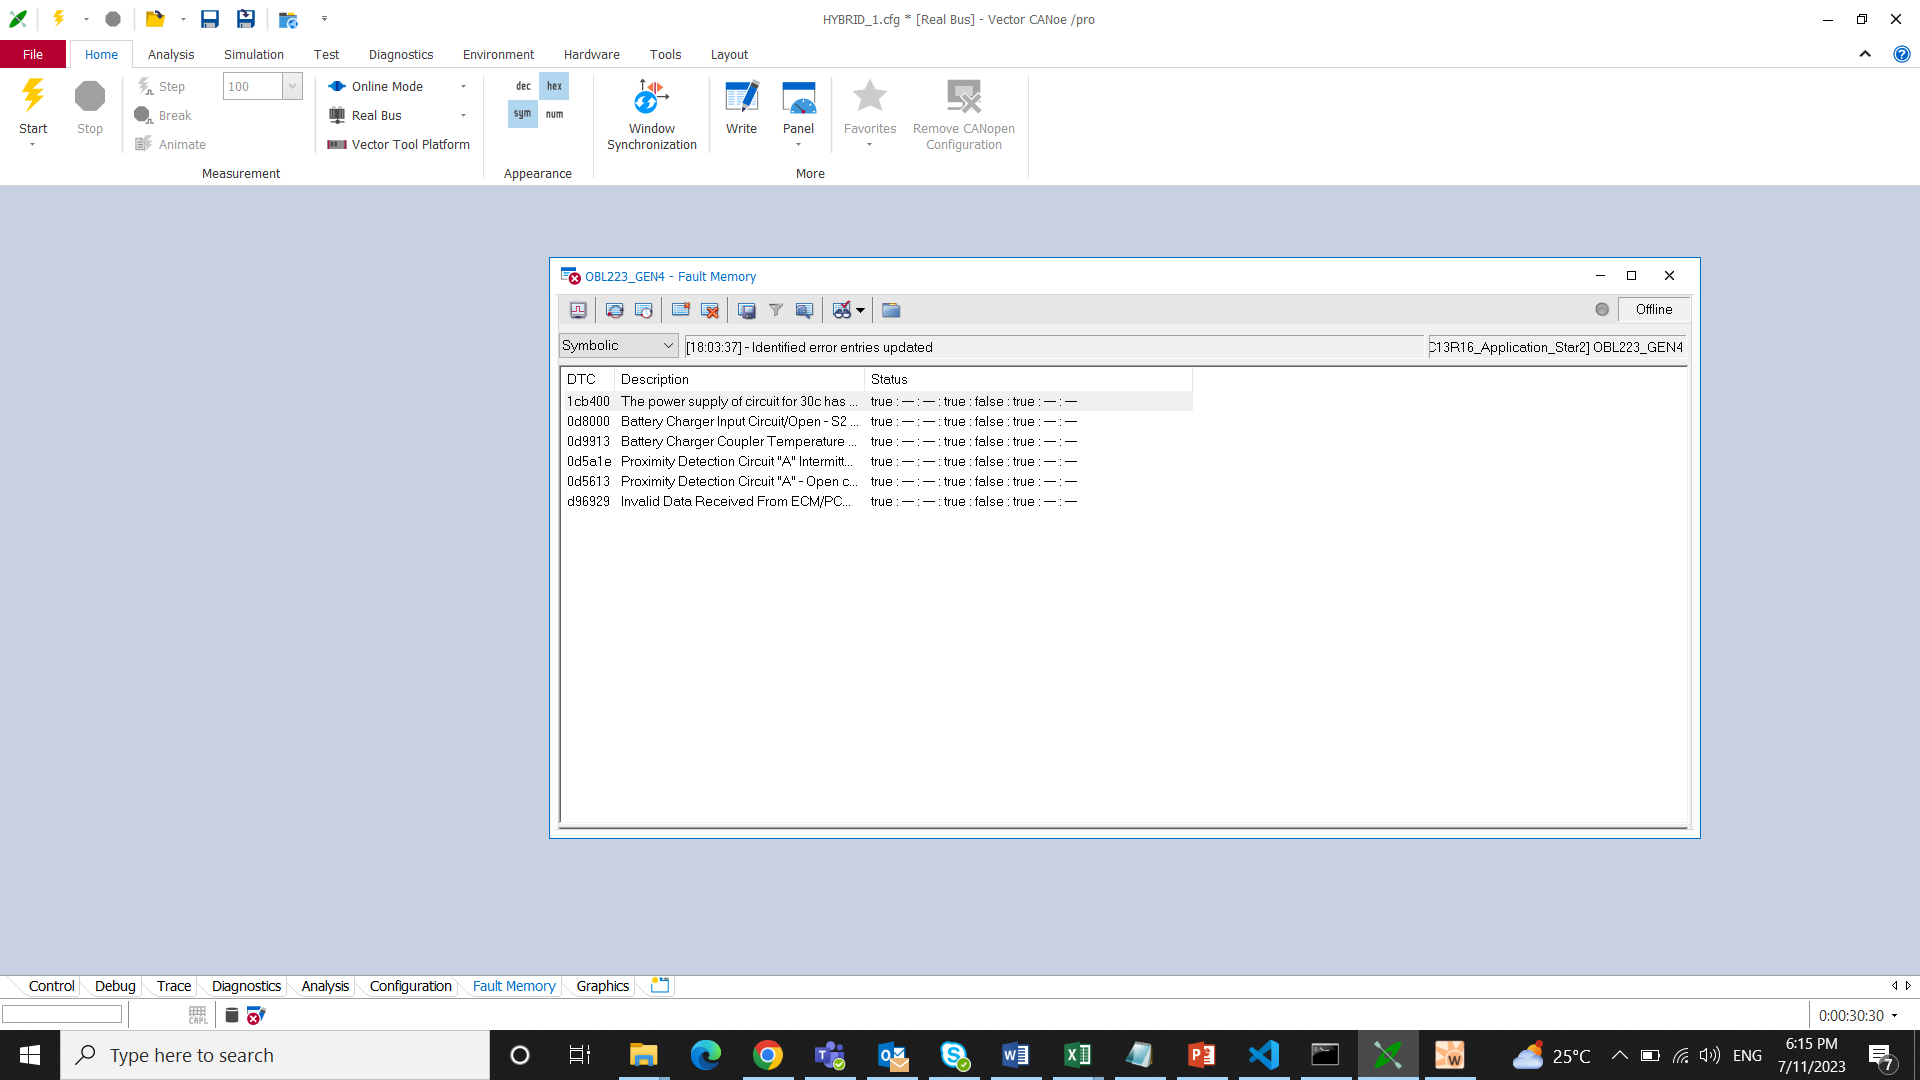 HYBRID_1.cfg * [Real Bus] - Vector CANoe /pro
File Home Analysis Simulation Test Diagnostics Environment Hardware Tools Layout
Start
Stop
Step
100
Break
Animate
Measurement
Online Mode
Real Bus
Vector Tool Platform
dec hex
sym num
Appearance
Window
Synchronization
Write
Panel
Favorites
Remove CANopen
Configuration
More
OBL223_GEN4 - Fault Memory
Offline
Symbolic [18:03:37] - Identified error entries updated C13R16_Application_Star2] OBL223_GEN4
DTC Description Status
1cb400 The power supply of circuit for 30c has ... true : — : — : true : false : true : — : —
0d8000 Battery Charger Input Circuit/Open - S2 ... true : — : — : true : false : true : — : —
0d9913 Battery Charger Coupler Temperature ... true : — : — : true : false : true : — : —
0d5a1e Proximity Detection Circuit "A" Intermitt... true : — : — : true : false : true : — : —
0d5613 Proximity Detection Circuit "A" - Open c... true : — : — : true : false : true : — : —
d96929 Invalid Data Received From ECM/PC... true : — : — : true : false : true : — : —
Control Debug Trace Diagnostics Analysis Configuration Fault Memory Graphics
CAPL
0:00:30:30
Type here to search
25°C
ENG
6:15 PM
7/11/2023
7